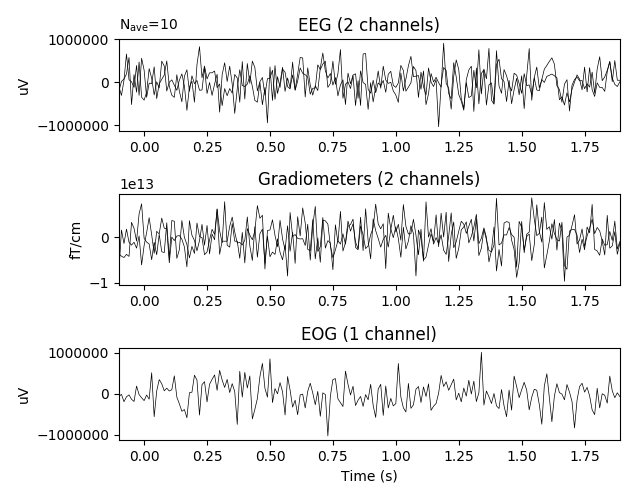 N_ave=10
EEG (2 channels)
1000000
0
−1000000
uV
0.00 0.25 0.50 0.75 1.00 1.25 1.50 1.75
1e13
Gradiometers (2 channels)
0
−1
fT/cm
0.00 0.25 0.50 0.75 1.00 1.25 1.50 1.75
EOG (1 channel)
1000000
0
−1000000
uV
0.00 0.25 0.50 0.75 1.00 1.25 1.50 1.75
Time (s)